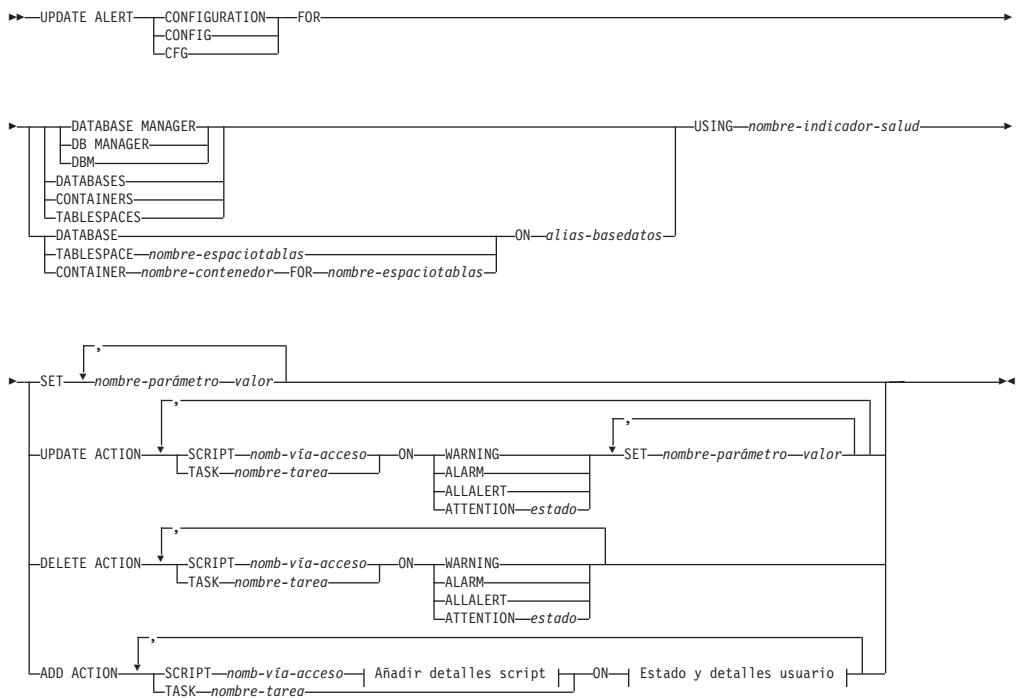 UPDATE ALERT CONFIGURATION FOR
CONFIG
CFG
DATABASE MANAGER USING nombre-indicador-salud
DB MANAGER
DBM
DATABASES
CONTAINERS
TABLESPACES
DATABASE ON alias-basedatos
TABLESPACE nombre-espaciotablas
CONTAINER nombre-contenedor FOR nombre-espaciotablas
,
SET nombre-parámetro valor
,
,
UPDATE ACTION SCRIPT nomb-vía-acceso ON WARNING SET nombre-parámetro valor
TASK nombre-tarea ALARM
ALLALERT
ATTENTION estado
,
DELETE ACTION SCRIPT nomb-vía-acceso ON WARNING
TASK nombre-tarea ALARM
ALLALERT
ATTENTION estado
,
ADD ACTION SCRIPT nomb-vía-acceso Añadir detalles script ON Estado y detalles usuario
TASK nombre-tarea